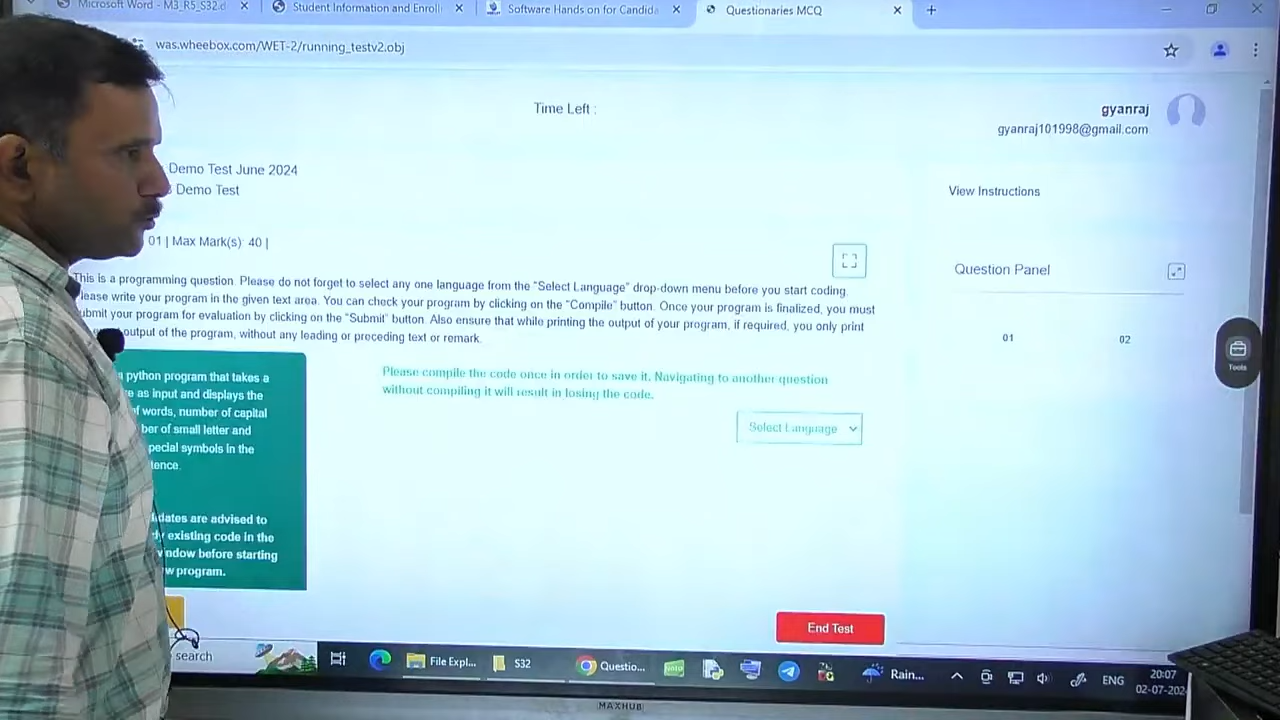 Microsoft Word - M3_R5_S32.d
Student Information and Enroll
Software Hands on for Candida
Questionaries MCQ
was.wheebox.com/WET-2/running_testv2.obj
Time Left :
gyanraj
gyanraj101998@gmail.com
Demo Test June 2024
Demo Test
View Instructions
01 | Max Mark(s): 40 |
Question Panel
This is a programming question. Please do not forget to select any one language from the "Select Language" drop-down menu before you start coding.
lease write your program in the given text area. You can check your program by clicking on the "Compile" button. Once your program is finalized, you must
ubmit your program for evaluation by clicking on the "Submit" button. Also ensure that while printing the output of your program, if required, you only print
output of the program, without any leading or preceding text or remark.
01
02
Tools
python program that takes a
as input and displays the
of words, number of capital
ber of small letter and
pecial symbols in the
tence.
dates are advised to
existing code in the
window before starting
w program.
Please compile the code once in order to save it. Navigating to another question
without compiling it will result in losing the code.
Select Language
End Test
search
File Expl...
S32
Questio...
Rain...
ENG
20:07
02-07-202
MAXHUB